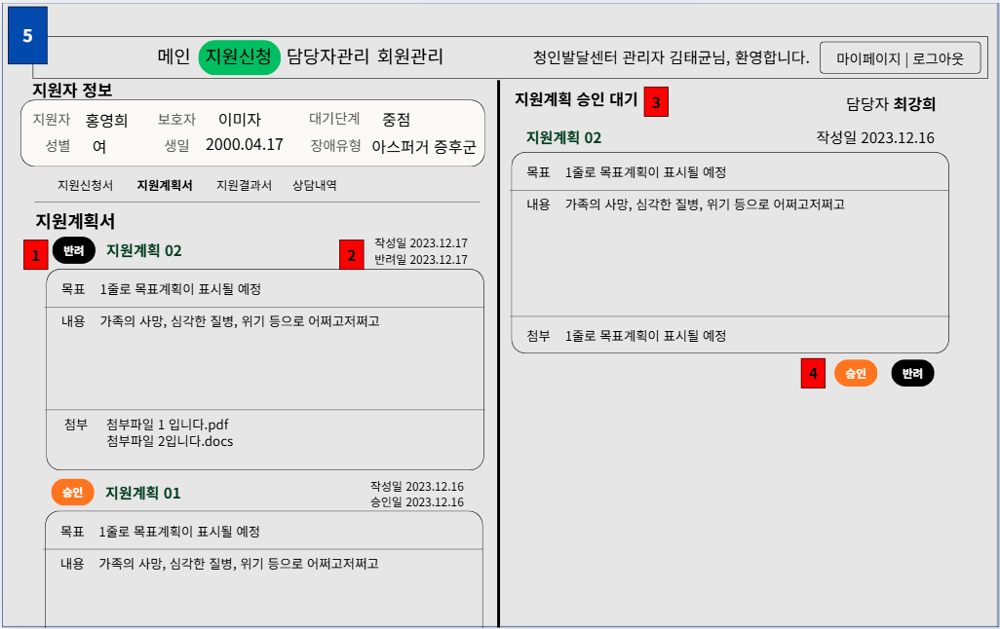 5
메인 지원신청 담당자관리 회원관리
청인발달센터 관리자 김태균님, 환영합니다.
마이페이지 | 로그아웃
지원자 정보
지원자 홍영희 보호자 이미자 대기단계 중점
성별 여 생일 2000.04.17 장애유형 아스퍼거 증후군
지원신청서 지원계획서 지원결과서 상담내역
지원계획서
1 반려 지원계획 02
2 작성일 2023.12.17
반려일 2023.12.17
목표 1줄로 목표계획이 표시될 예정
내용 가족의 사망, 심각한 질병, 위기 등으로 어쩌고저쩌고
첨부 첨부파일 1 입니다.pdf
첨부파일 2입니다.docs
승인 지원계획 01
작성일 2023.12.16
승인일 2023.12.16
목표 1줄로 목표계획이 표시될 예정
내용 가족의 사망, 심각한 질병, 위기 등으로 어쩌고저쩌고
지원계획 승인 대기 3
담당자 최강희
지원계획 02 작성일 2023.12.16
목표 1줄로 목표계획이 표시될 예정
내용 가족의 사망, 심각한 질병, 위기 등으로 어쩌고저쩌고
첨부 1줄로 목표계획이 표시될 예정
4 승인 반려